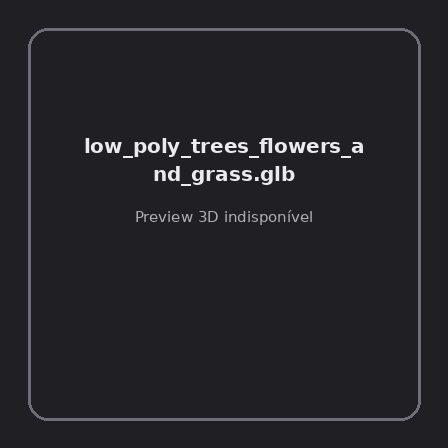 low_poly_trees_flowers_a
nd_grass.glb
Preview 3D indisponível